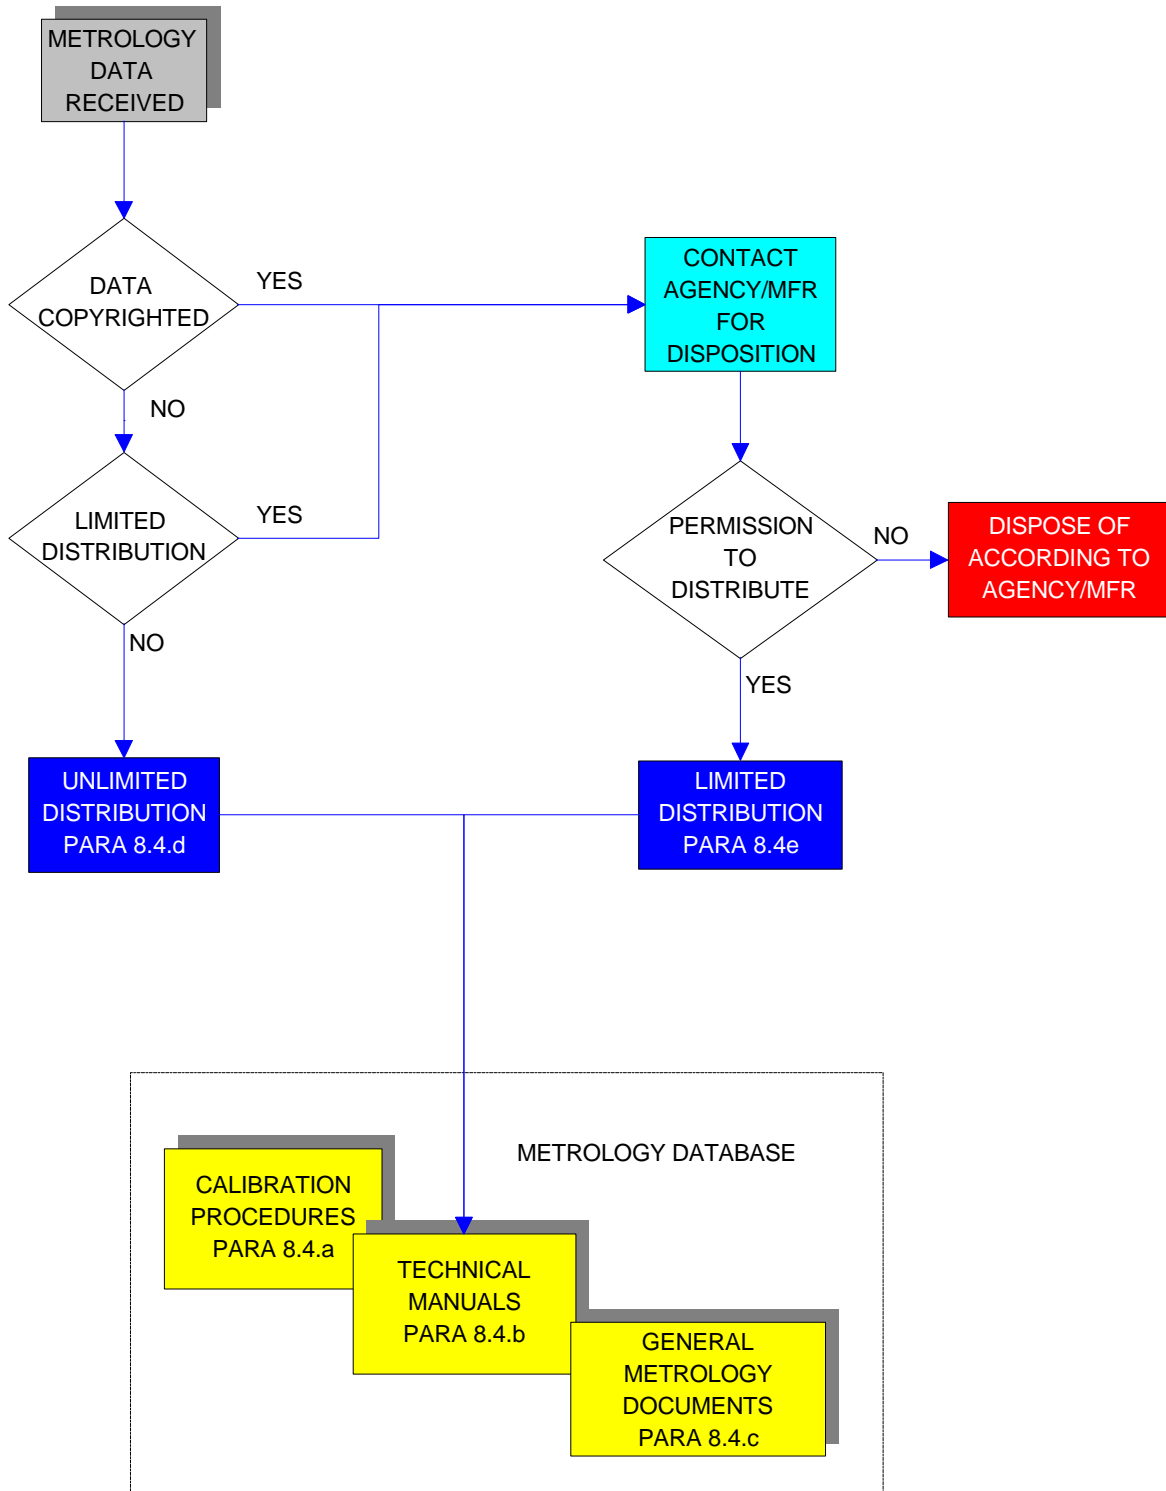 METROLOGY
DATA
RECEIVED
DATA
COPYRIGHTED
YES
NO
CONTACT
AGENCY/MFR
FOR
DISPOSITION
LIMITED
DISTRIBUTION
YES
NO
PERMISSION
TO
DISTRIBUTE
NO
YES
DISPOSE OF
ACCORDING TO
AGENCY/MFR
UNLIMITED
DISTRIBUTION
PARA 8.4.d
LIMITED
DISTRIBUTION
PARA 8.4e
METROLOGY DATABASE
CALIBRATION
PROCEDURES
PARA 8.4.a
TECHNICAL
MANUALS
PARA 8.4.b
GENERAL
METROLOGY
DOCUMENTS
PARA 8.4.c